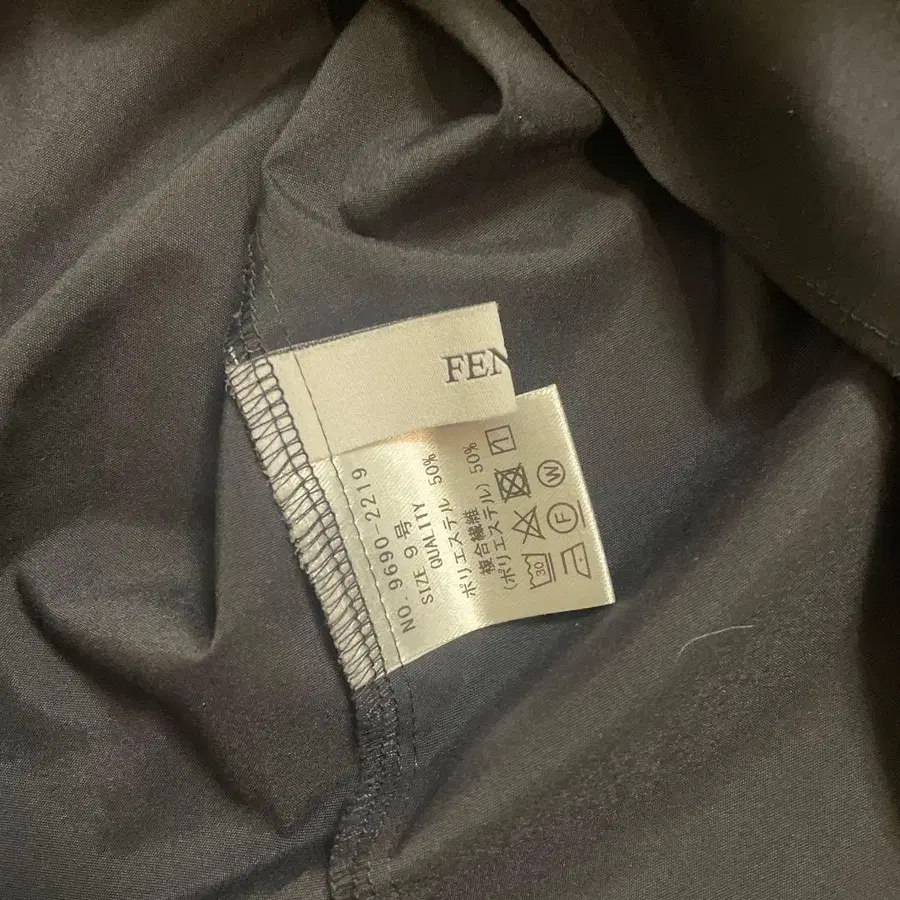 FEN
NO. 9690 2219
SIZE 9 号
QUALITY
ポリエステル 50%
複合繊維
(ポリエステル) 50%
30
F
W